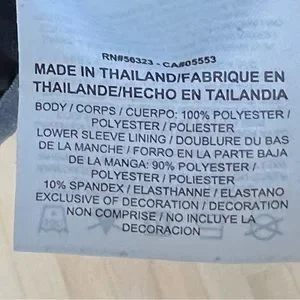 RN#56323 - CA#05553
MADE IN THAILAND/FABRIQUE EN
THAILANDE/HECHO EN TAILANDIA
BODY / CORPS / CUERPO: 100% POLYESTER /
POLYESTER / POLIESTER
LOWER SLEEVE LINING / DOUBLURE DU BAS
DE LA MANCHE / FORRO EN LA PARTE BAJA
DE LA MANGA: 90% POLYESTER /
POLYESTER / POLIESTER
10% SPANDEX / ELASTHANNE / ELASTANO
EXCLUSIVE OF DECORATION / DECORATION
NON COMPRISE / NO INCLUYE LA
DECORACION